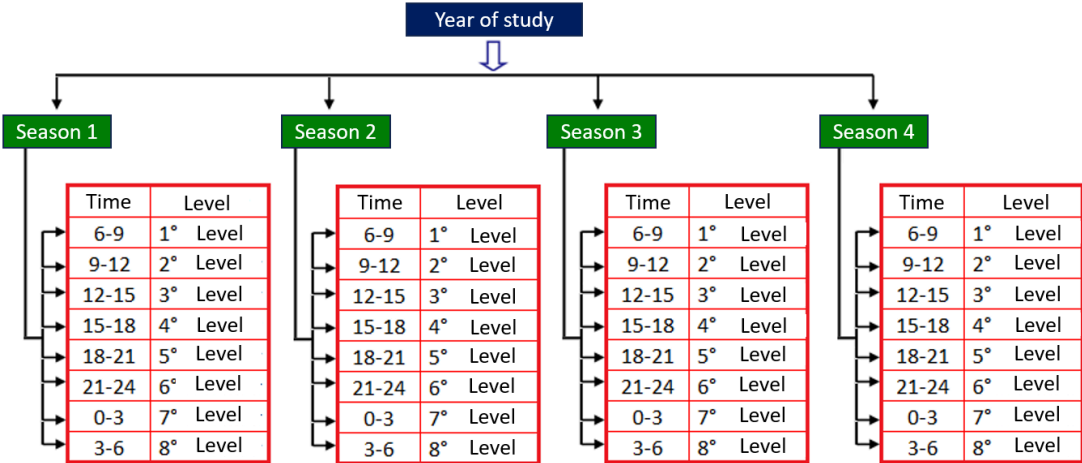 Year of study
Season 1 Season 2 Season 3 Season 4
Time Level Time Level Time Level Time Level
6-9 1° Level 6-9 1° Level 6-9 1° Level 6-9 1° Level
9-12 2° Level 9-12 2° Level 9-12 2° Level 9-12 2° Level
12-15 3° Level 12-15 3° Level 12-15 3° Level 12-15 3° Level
15-18 4° Level 15-18 4° Level 15-18 4° Level 15-18 4° Level
18-21 5° Level 18-21 5° Level 18-21 5° Level 18-21 5° Level
21-24 6° Level 21-24 6° Level 21-24 6° Level 21-24 6° Level
0-3 7° Level 0-3 7° Level 0-3 7° Level 0-3 7° Level
3-6 8° Level 3-6 8° Level 3-6 8° Level 3-6 8° Level